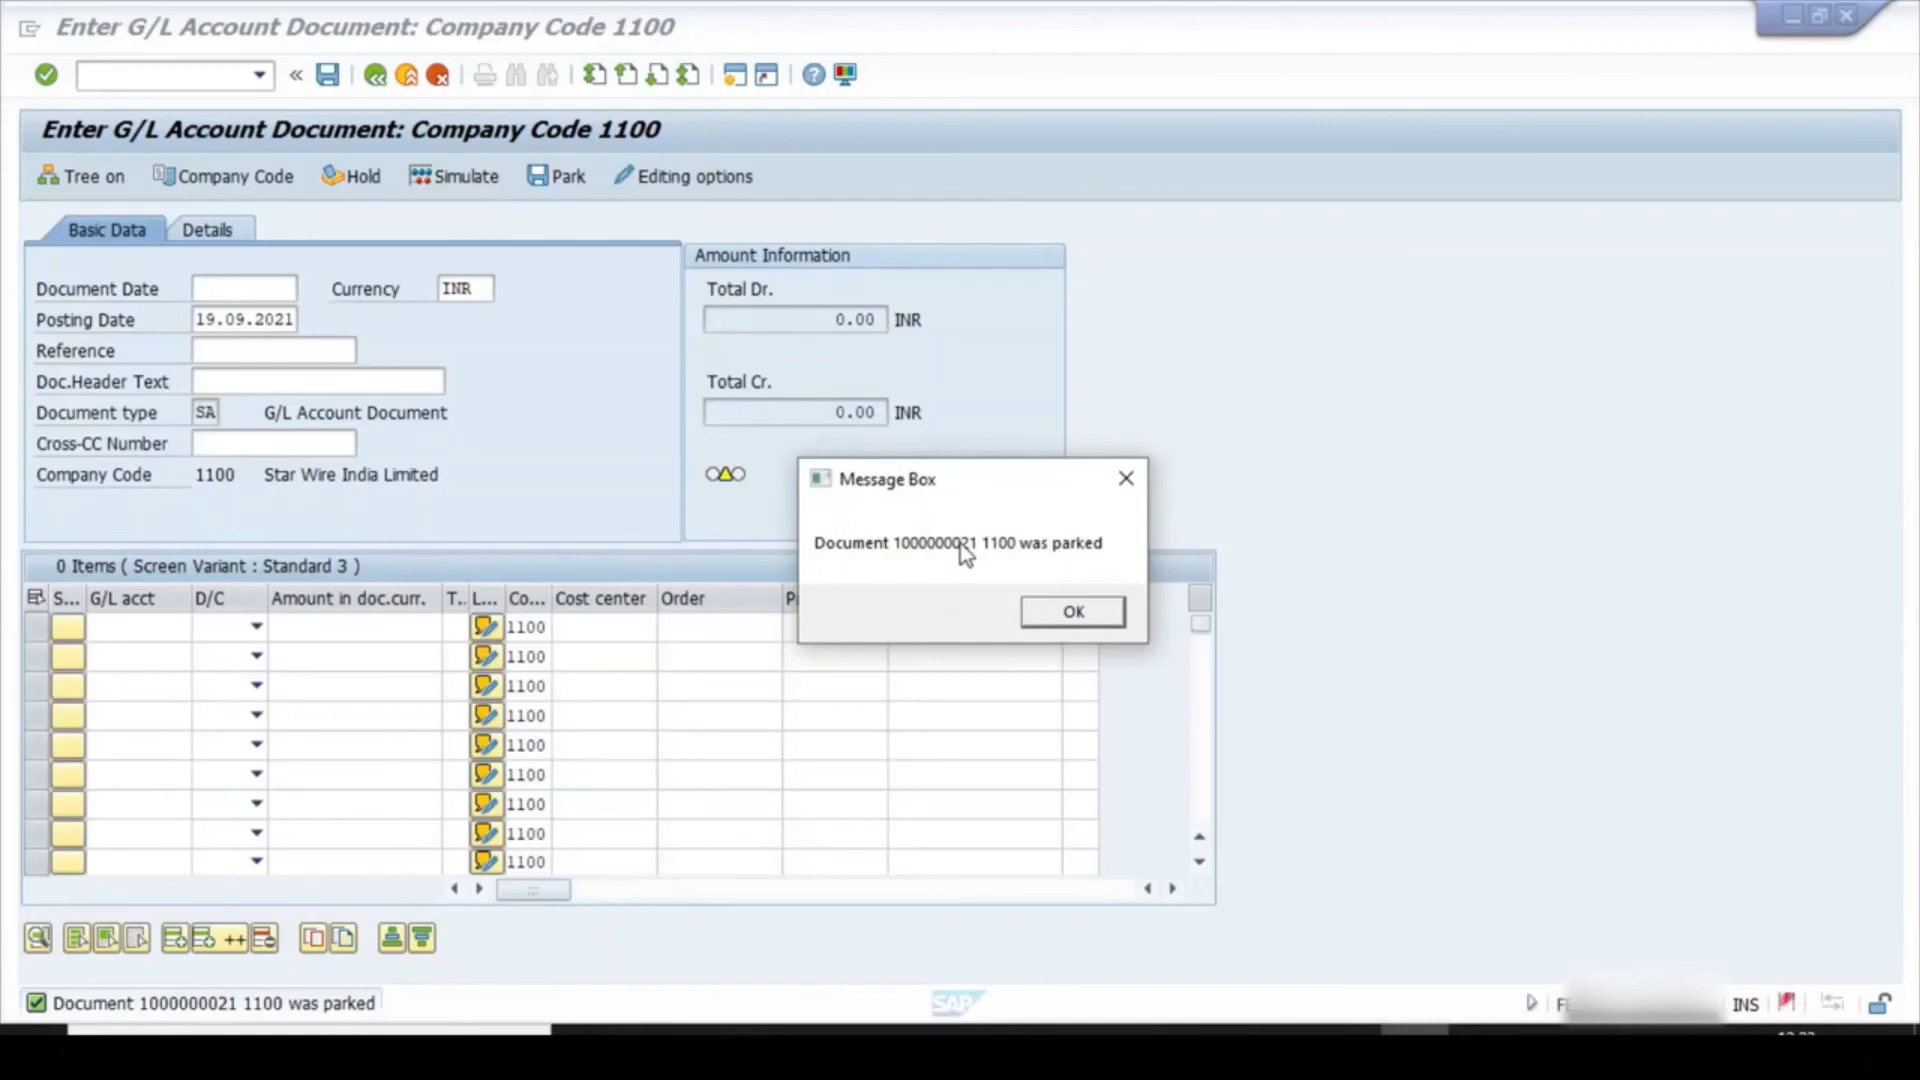 Enter G/L Account Document: Company Code 1100
Enter G/L Account Document: Company Code 1100
Tree on Company Code Hold Simulate Park Editing options
Basic Data Details
Amount Information
Document Date Currency INR Total Dr.
Posting Date 19.09.2021 0.00 INR
Reference
Doc.Header Text Total Cr.
Document type SA G/L Account Document 0.00 INR
Cross-CC Number
Company Code 1100 Star Wire India Limited
Message Box
Document 1000000021 1100 was parked
OK
0 Items ( Screen Variant : Standard 3 )
S... G/L acct D/C Amount in doc.curr. T.. L... Co... Cost center Order
1100
1100
1100
1100
1100
1100
1100
1100
1100
Document 1000000021 1100 was parked SAP INS